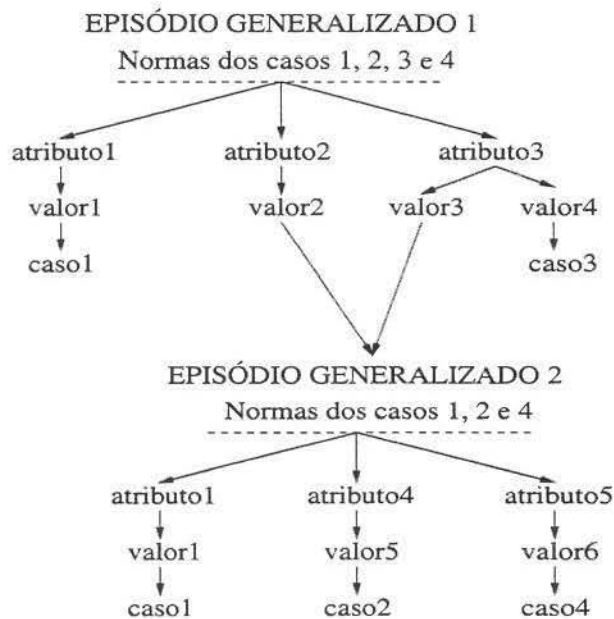 EPISÓDIO GENERALIZADO 1
Normas dos casos 1, 2, 3 e 4
atributo1 atributo2 atributo3
valor1 valor2 valor3 valor4
caso1 caso3
EPISÓDIO GENERALIZADO 2
Normas dos casos 1, 2 e 4
atributo1 atributo4 atributo5
valor1 valor5 valor6
caso1 caso2 caso4